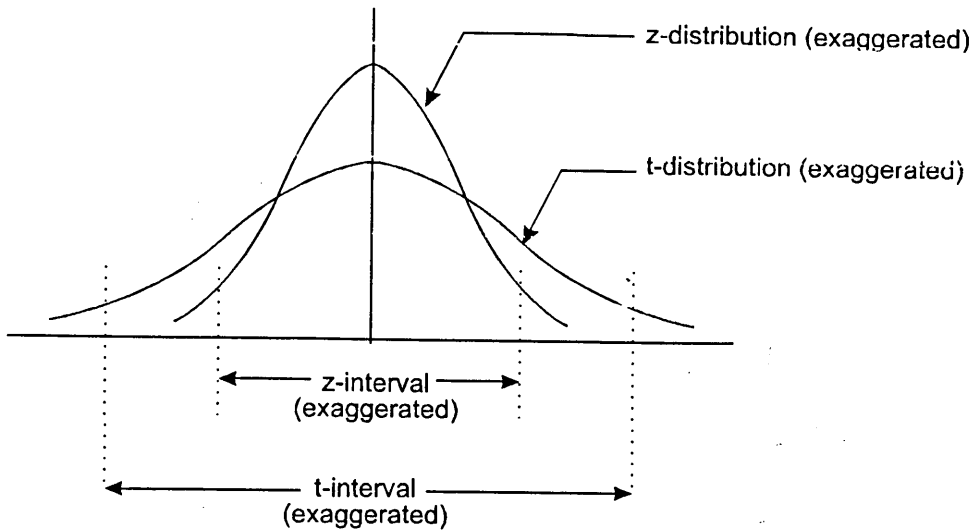 z-distribution (exaggerated)
t-distribution (exaggerated)
z-interval
(exaggerated)
t-interval
(exaggerated)